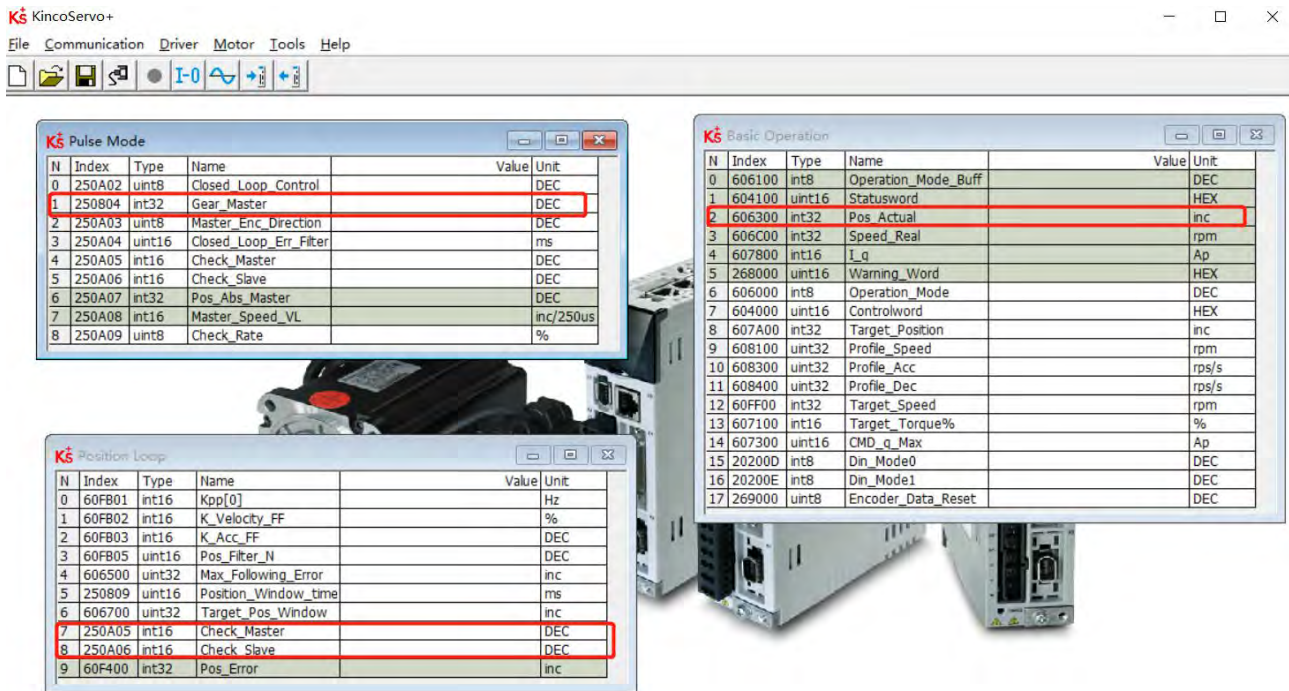 KS KincoServo+
File Communication Driver Motor Tools Help
I-0
KS Pulse Mode
N Index Type Name Value Unit
0 250A02 uint8 Closed_Loop_Control DEC
1 250804 int32 Gear_Master DEC
2 250A03 uint8 Master_Enc_Direction DEC
3 250A04 uint16 Closed_Loop_Err_Filter ms
4 250A05 int16 Check_Master DEC
5 250A06 int16 Check_Slave DEC
6 250A07 int32 Pos_Abs_Master DEC
7 250A08 int16 Master_Speed_VL inc/250us
8 250A09 uint8 Check_Rate %
KS Basic Operation
N Index Type Name Value Unit
0 606100 int8 Operation_Mode_Buff DEC
1 604100 uint16 Statusword HEX
2 606300 int32 Pos_Actual inc
3 606C00 int32 Speed_Real rpm
4 607800 int16 I_q Ap
5 268000 uint16 Warning_Word HEX
6 606000 int8 Operation_Mode DEC
7 604000 uint16 Controlword HEX
8 607A00 int32 Target_Position inc
9 608100 uint32 Profile_Speed rpm
10 608300 uint32 Profile_Acc rps/s
11 608400 uint32 Profile_Dec rps/s
12 60FF00 int32 Target_Speed rpm
13 607100 int16 Target_Torque% %
14 607300 uint16 CMD_q_Max Ap
15 20200D int8 Din_Mode0 DEC
16 20200E int8 Din_Mode1 DEC
17 269000 uint8 Encoder_Data_Reset DEC
KS Position Loop
N Index Type Name Value Unit
0 60FB01 int16 Kpp[0] Hz
1 60FB02 int16 K_Velocity_FF %
2 60FB03 int16 K_Acc_FF DEC
3 60FB05 uint16 Pos_Filter_N DEC
4 606500 uint32 Max_Following_Error inc
5 250809 uint16 Position_Window_time ms
6 606700 uint32 Target_Pos_Window inc
7 250A05 int16 Check_Master DEC
8 250A06 int16 Check_Slave DEC
9 60F400 int32 Pos_Error inc